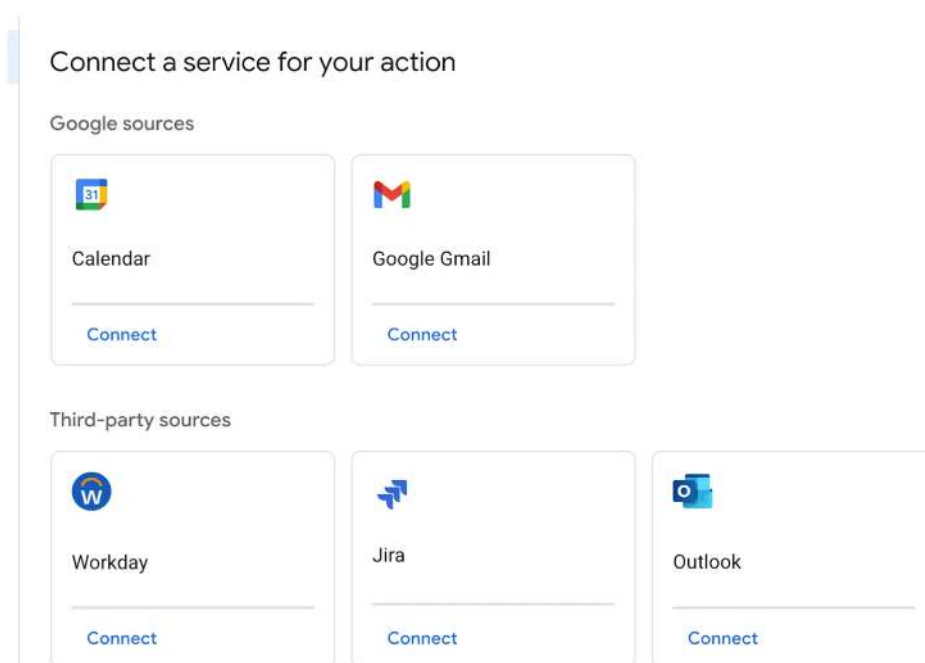 Connect a service for your action
Google sources
31
Calendar
Google Gmail
Connect
Connect
Third-party sources
W
O
Workday
Jira
Outlook
Connect
Connect
Connect